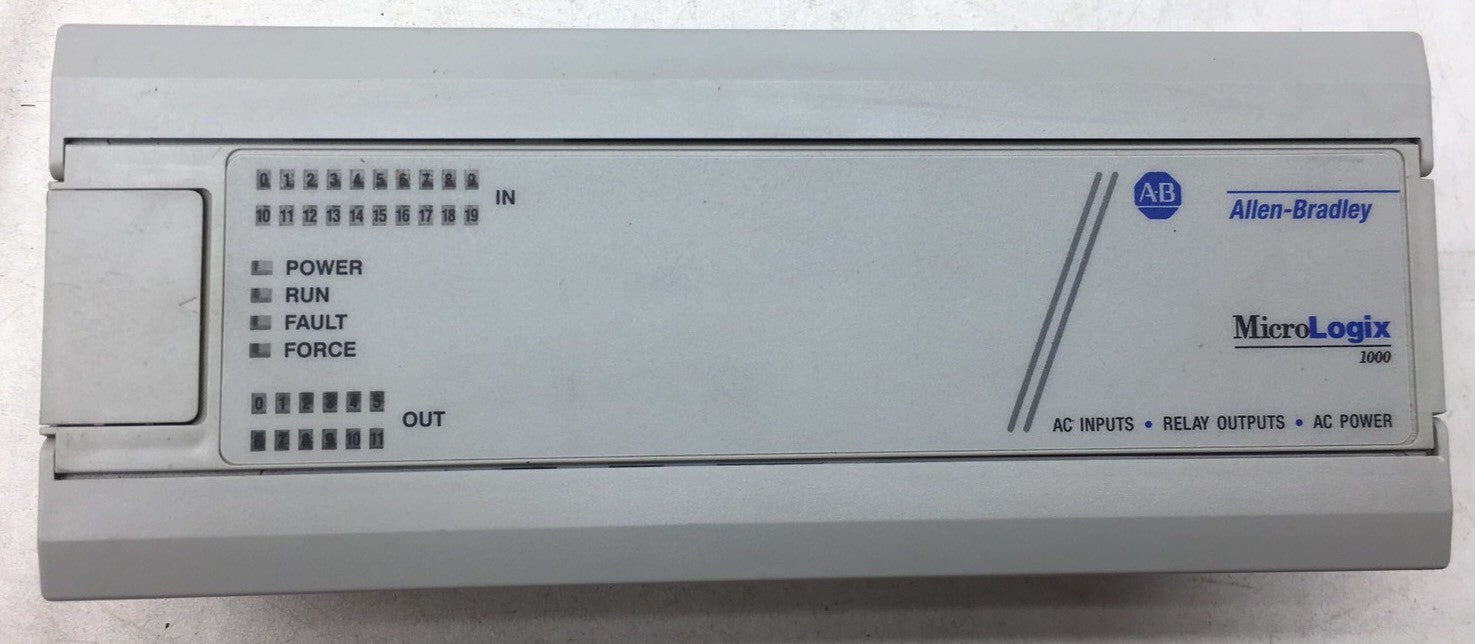 0 1 2 3 4 5 6 7 8 9
IN
10 11 12 13 14 15 16 17 18 19
POWER
RUN
FAULT
FORCE
0 1 2 3 4 5
OUT
6 7 8 9 10 11
A-B
Allen-Bradley
MicroLogix
1000
AC INPUTS • RELAY OUTPUTS • AC POWER